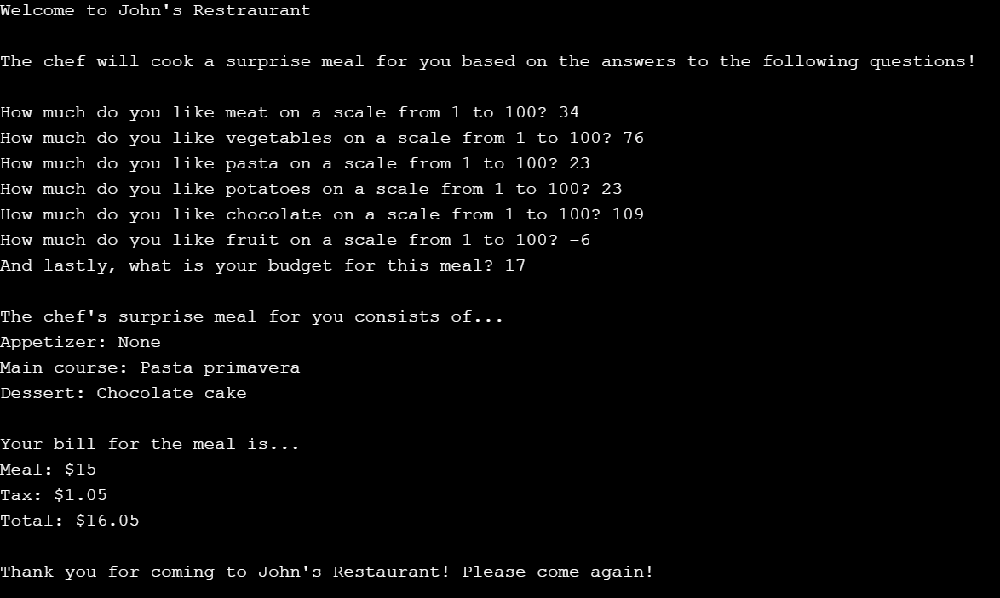 Welcome to John's Restraurant
The chef will cook a surprise meal for you based on the answers to the following questions!
How much do you like meat on a scale from 1 to 100? 34
How much do you like vegetables on a scale from 1 to 100? 76
How much do you like pasta on a scale from 1 to 100? 23
How much do you like potatoes on a scale from 1 to 100? 23
How much do you like chocolate on a scale from 1 to 100? 109
How much do you like fruit on a scale from 1 to 100? -6
And lastly, what is your budget for this meal? 17
The chef's surprise meal for you consists of...
Appetizer: None
Main course: Pasta primavera
Dessert: Chocolate cake
Your bill for the meal is...
Meal: $15
Tax: $1.05
Total: $16.05
Thank you for coming to John's Restaurant! Please come again!